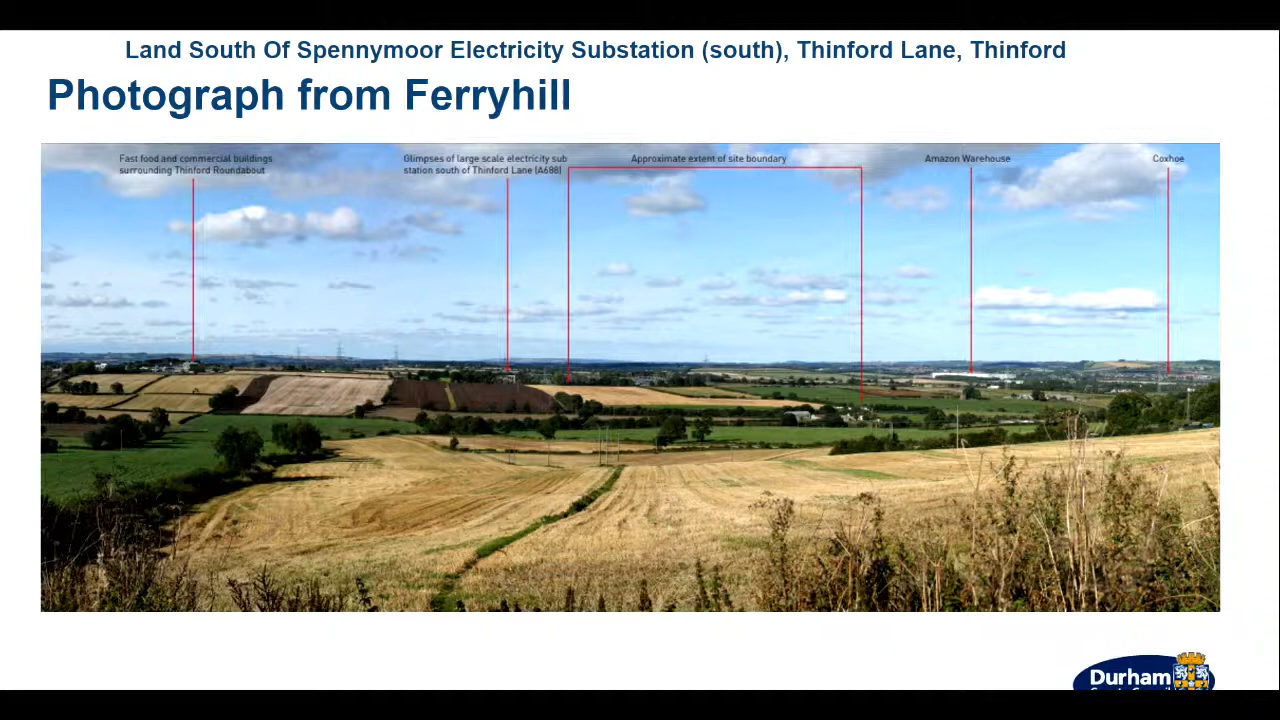 Land South Of Spennymoor Electricity Substation (south), Thinford Lane, Thinford
Photograph from Ferryhill
Fast food and commercial buildings
surrounding Thinford Roundabout
Glimpses of large scale electricity sub
station south of Thinford Lane (A688)
Approximate extent of site boundary
Amazon Warehouse
Coxhoe
Durham